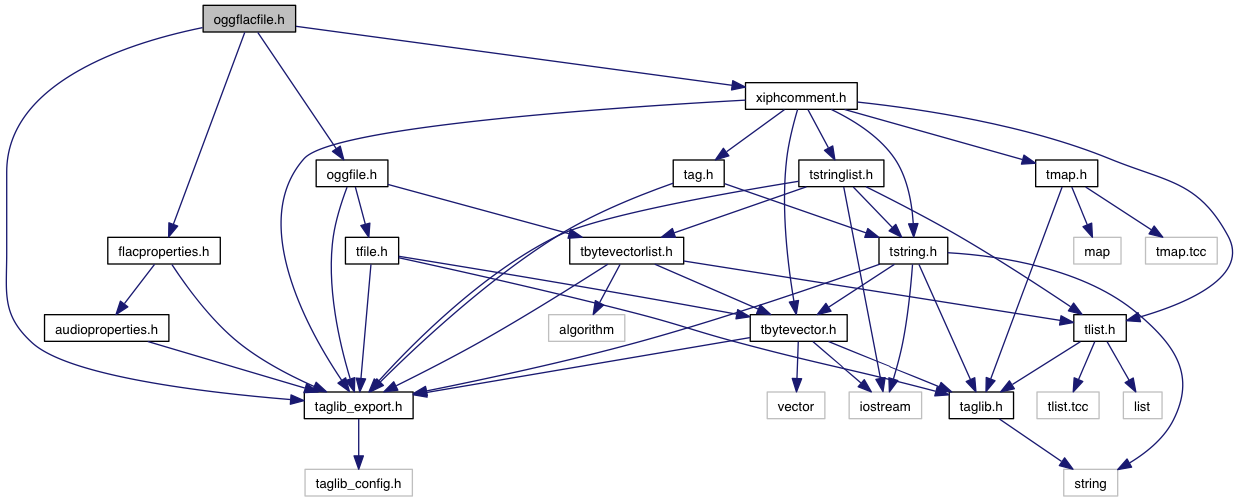 oggflacfile.h
xiphcomment.h
oggfile.h
tag.h
tstringlist.h
tmap.h
flacproperties.h
tfile.h
tbytevectorlist.h
tstring.h
map
tmap.tcc
audioproperties.h
algorithm
tbytevector.h
tlist.h
taglib_export.h
vector
iostream
taglib.h
tlist.tcc
list
taglib_config.h
string